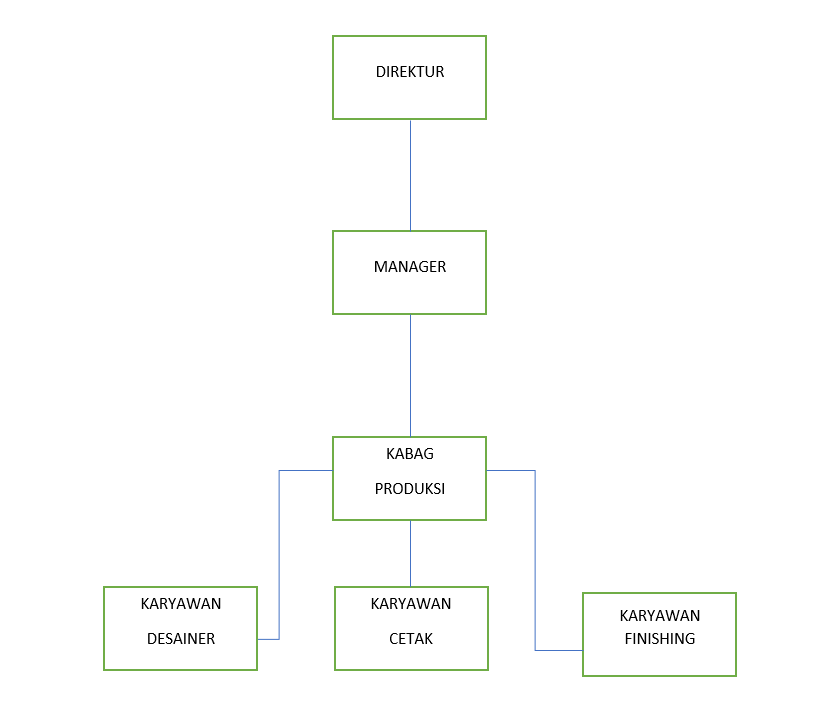 DIREKTUR
MANAGER
KABAG
PRODUKSI
KARYAWAN
DESAINER
KARYAWAN
CETAK
KARYAWAN
FINISHING